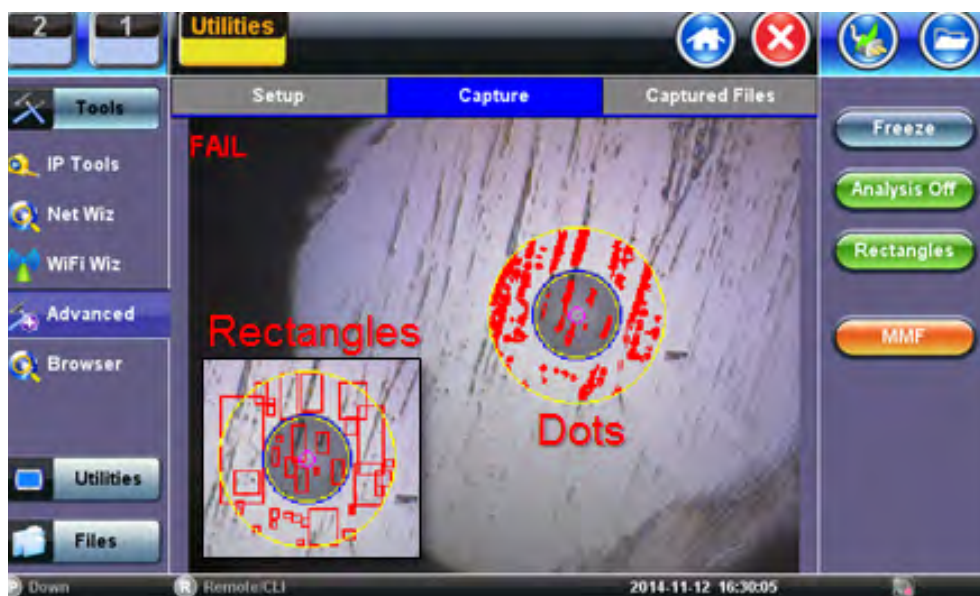 2
1
Utilities
Setup
Capture
Captured Files
Tools
IP Tools
Net Wiz
WiFi Wiz
Advanced
Browser
Utilities
Files
FAIL
Rectangles
Dots
Freeze
Analysis Off
Rectangles
MMF
P Down
R Remote/CLI
2014-11-12 16:30:05